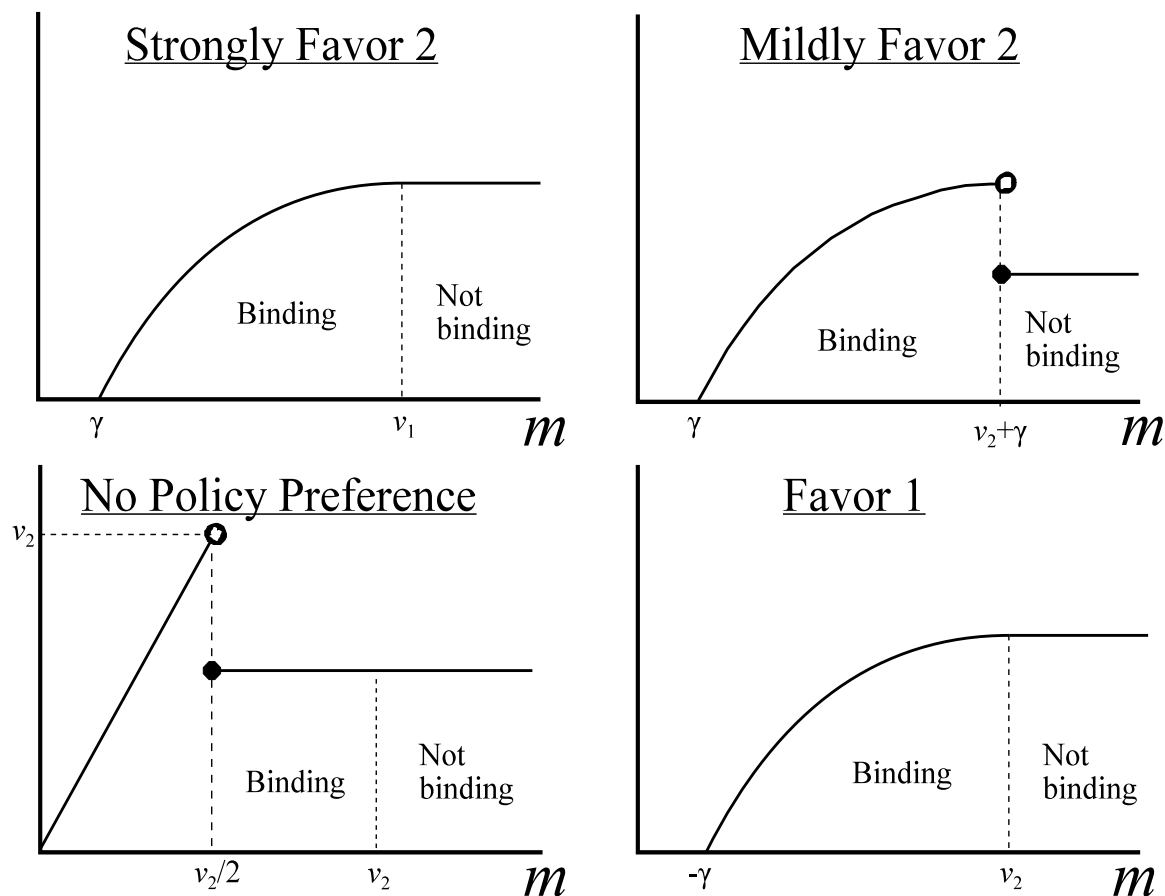 Strongly Favor 2
Binding
Not
binding
γ
v₁
m
Mildly Favor 2
Binding
Not
binding
γ
v₂+γ
m
No Policy Preference
v₂
Binding
Not
binding
v₂/2
v₂
m
Favor 1
Binding
Not
binding
-γ
v₂
m